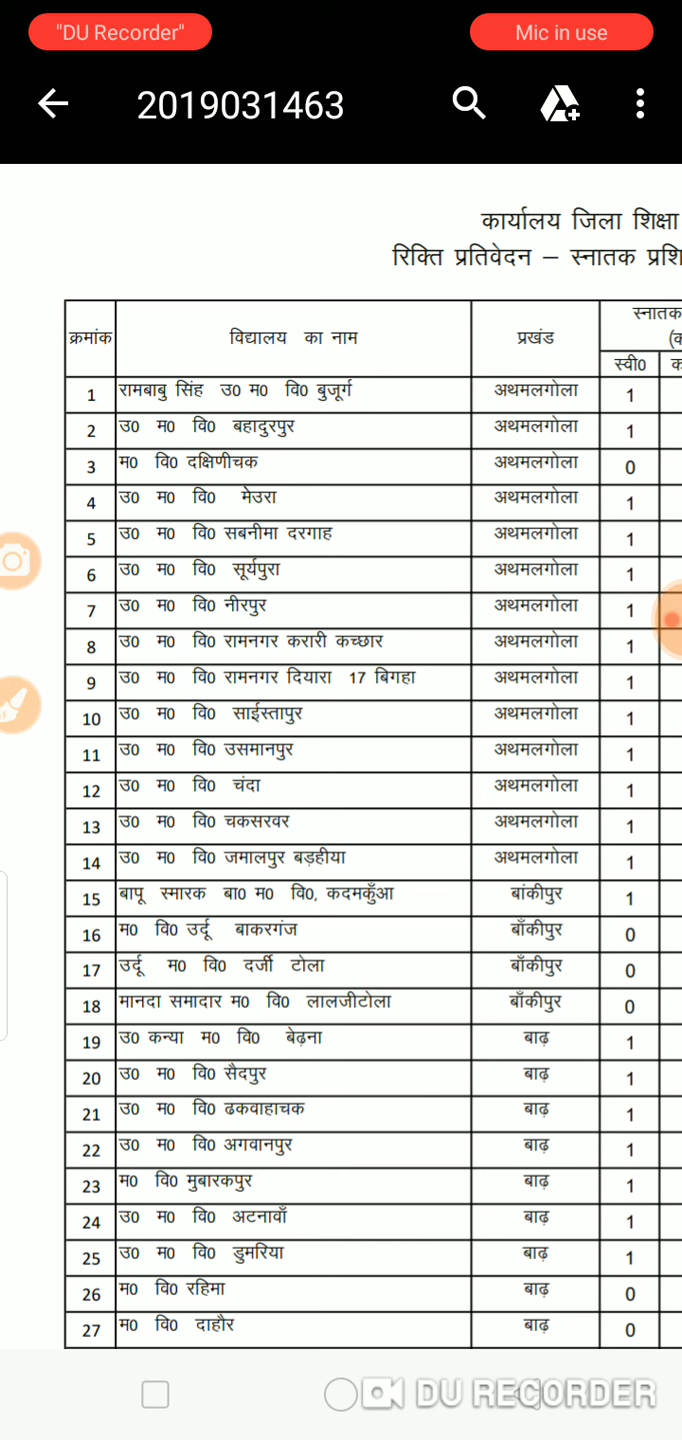 "DU Recorder" Mic in use
2019031463
कार्यालय जिला शिक्षा
रिक्ति प्रतिवेदन – स्नातक प्रशि
क्रमांक विद्यालय का नाम प्रखंड स्नातक
(क
स्वी0 क
1 रामबाबु सिंह उ0 म0 वि0 बुजूर्ग अथमलगोला 1
2 उ0 म0 वि0 बहादुरपुर अथमलगोला 1
3 म0 वि0 दक्षिणीचक अथमलगोला 0
4 उ0 म0 वि0 मेउरा अथमलगोला 1
5 उ0 म0 वि0 सबनीमा दरगाह अथमलगोला 1
6 उ0 म0 वि0 सूर्यपुरा अथमलगोला 1
7 उ0 म0 वि0 नीरपुर अथमलगोला 1
8 उ0 म0 वि0 रामनगर करारी कच्छार अथमलगोला 1
9 उ0 म0 वि0 रामनगर दियारा 17 बिगहा अथमलगोला 1
10 उ0 म0 वि0 साईस्तापुर अथमलगोला 1
11 उ0 म0 वि0 उसमानपुर अथमलगोला 1
12 उ0 म0 वि0 चंदा अथमलगोला 1
13 उ0 म0 वि0 चकसरवर अथमलगोला 1
14 उ0 म0 वि0 जमालपुर बड़हीया अथमलगोला 1
15 बापू स्मारक बा0 म0 वि0, कदमकुँआ बांकीपुर 1
16 म0 वि0 उर्दू बाकरगंज बाँकीपुर 0
17 उर्दू म0 वि0 दर्जी टोला बाँकीपुर 0
18 मानदा समादार म0 वि0 लालजीटोला बाँकीपुर 0
19 उ0 कन्या म0 वि0 बेढ़ना बाढ़ 1
20 उ0 म0 वि0 सैदपुर बाढ़ 1
21 उ0 म0 वि0 ढकवाहाचक बाढ़ 1
22 उ0 म0 वि0 अगवानपुर बाढ़ 1
23 म0 वि0 मुबारकपुर बाढ़ 1
24 उ0 म0 वि0 अटनावाँ बाढ़ 1
25 उ0 म0 वि0 डुमरिया बाढ़ 1
26 म0 वि0 रहिमा बाढ़ 0
27 म0 वि0 दाहौर बाढ़ 0
DU RECORDER